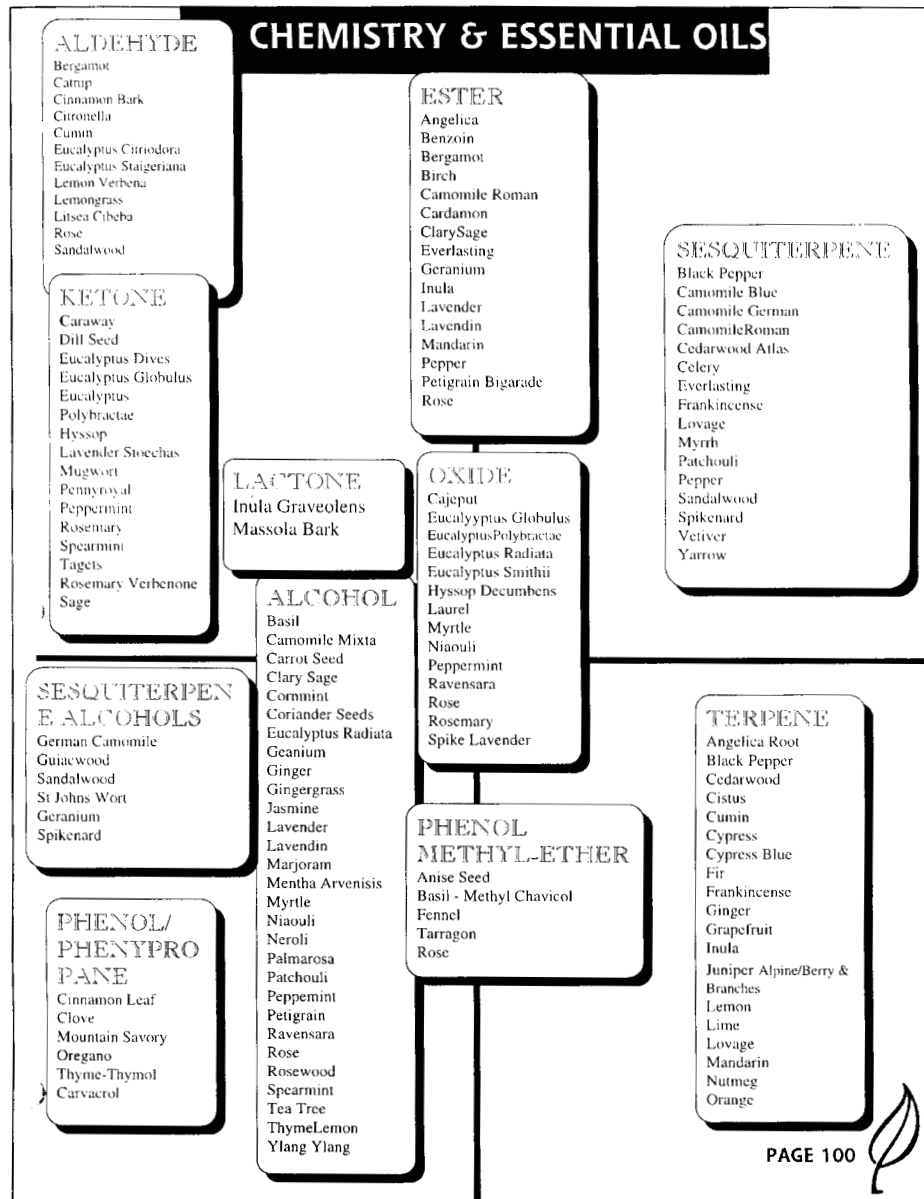 CHEMISTRY & ESSENTIAL OILS
ALDEHYDE
Bergamot
Catnip
Cinnamon Bark
Citronella
Cumin
Eucalyptus Citriodora
Eucalyptus Staigeriana
Lemon Verbena
Lemongrass
Litsea Cibeba
Rose
Sandalwood
KETONE
Caraway
Dill Seed
Eucalyptus Dives
Eucalyptus Globulus
Eucalyptus
Polybractae
Hyssop
Lavender Stoechas
Mugwort
Pennyroyal
Peppermint
Rosemary
Spearmint
Tagets
Rosemary Verbenone
Sage
ESTER
Angelica
Benzoin
Bergamot
Birch
Camomile Roman
Cardamon
ClarySage
Everlasting
Geranium
Inula
Lavender
Lavendin
Mandarin
Pepper
Petigrain Bigarade
Rose
SESQUITERPENE
Black Pepper
Camomile Blue
Camomile German
CamomileRoman
Cedarwood Atlas
Celery
Everlasting
Frankincense
Lovage
Myrrh
Patchouli
Pepper
Sandalwood
Spikenard
Vetiver
Yarrow
LACTONE
Inula Graveolens
Massola Bark
OXIDE
Cajeput
Eucalyyptus Globulus
EucalyptusPolybractae
Eucalyptus Radiata
Eucalyptus Smithii
Hyssop Decumbens
Laurel
Myrtle
Niaouli
Peppermint
Ravensara
Rose
Rosemary
Spike Lavender
ALCOHOL
Basil
Camomile Mixta
Carrot Seed
Clary Sage
Cornmint
Coriander Seeds
Eucalyptus Radiata
Geanium
Ginger
Gingergrass
Jasmine
Lavender
Lavendin
Marjoram
Mentha Arvenisis
Myrtle
Niaouli
Neroli
Palmarosa
Patchouli
Peppemint
Petigrain
Ravensara
Rose
Rosewood
Spearmint
Tea Tree
ThymeLemon
Ylang Ylang
SESQUITERPEN
E ALCOHOLS
German Camomile
Guiacwood
Sandalwood
St Johns Wort
Geranium
Spikenard
PHENOL/
PHENYPRO
PANE
Cinnamon Leaf
Clove
Mountain Savory
Oregano
Thyme-Thymol
Carvacrol
PHENOL
METHYL-ETHER
Anise Seed
Basil - Methyl Chavicol
Fennel
Tarragon
Rose
TERPENE
Angelica Root
Black Pepper
Cedarwood
Cistus
Cumin
Cypress
Cypress Blue
Fir
Frankincense
Ginger
Grapefruit
Inula
Juniper Alpine/Berry &
Branches
Lemon
Lime
Lovage
Mandarin
Nutmeg
Orange
PAGE 100